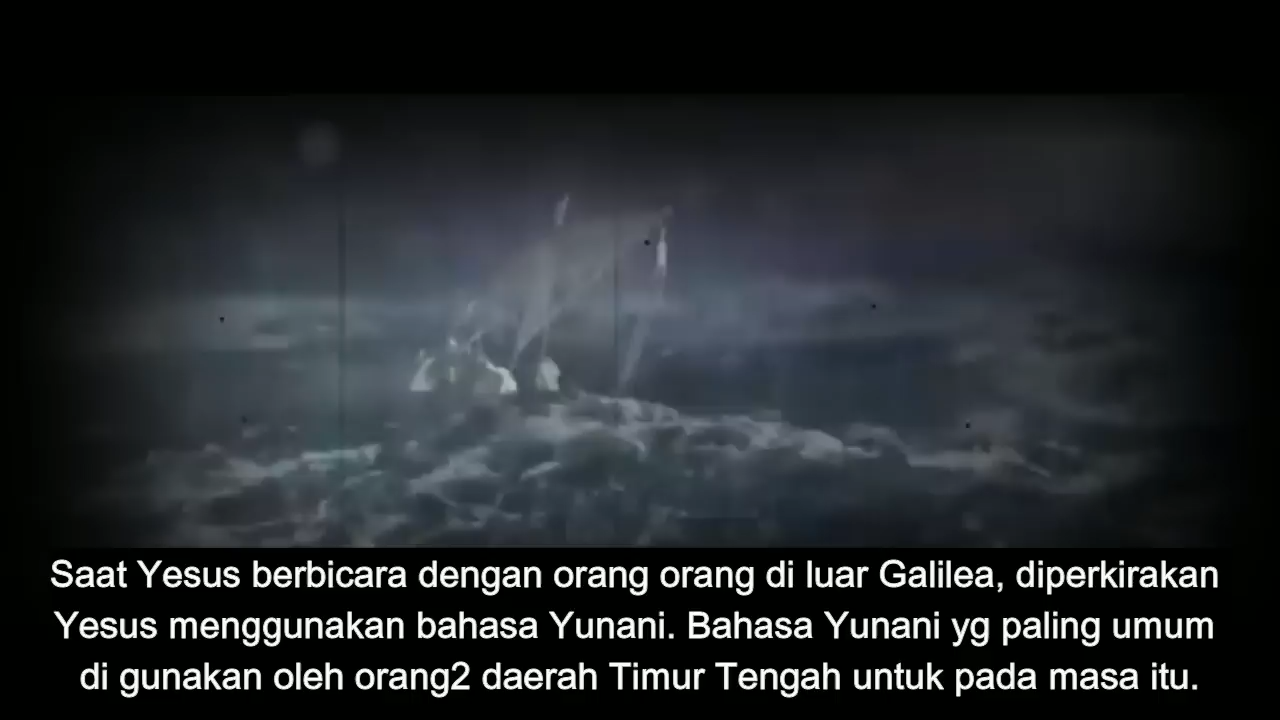 Saat Yesus berbicara dengan orang orang di luar Galilea, diperkirakan
Yesus menggunakan bahasa Yunani. Bahasa Yunani yg paling umum
di gunakan oleh orang2 daerah Timur Tengah untuk pada masa itu.